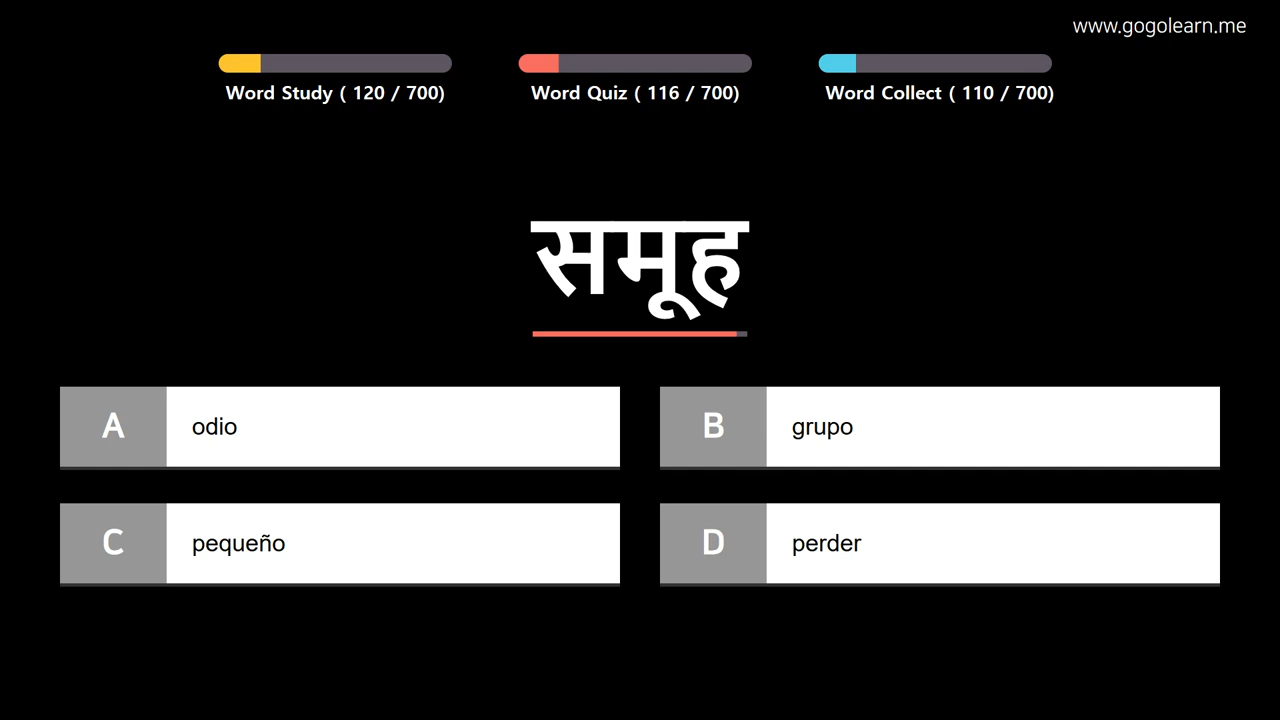 www.gogolearn.me
Word Study ( 120 / 700)
Word Quiz ( 116 / 700)
Word Collect ( 110 / 700)
समूह
A odio
B grupo
C pequeño
D perder